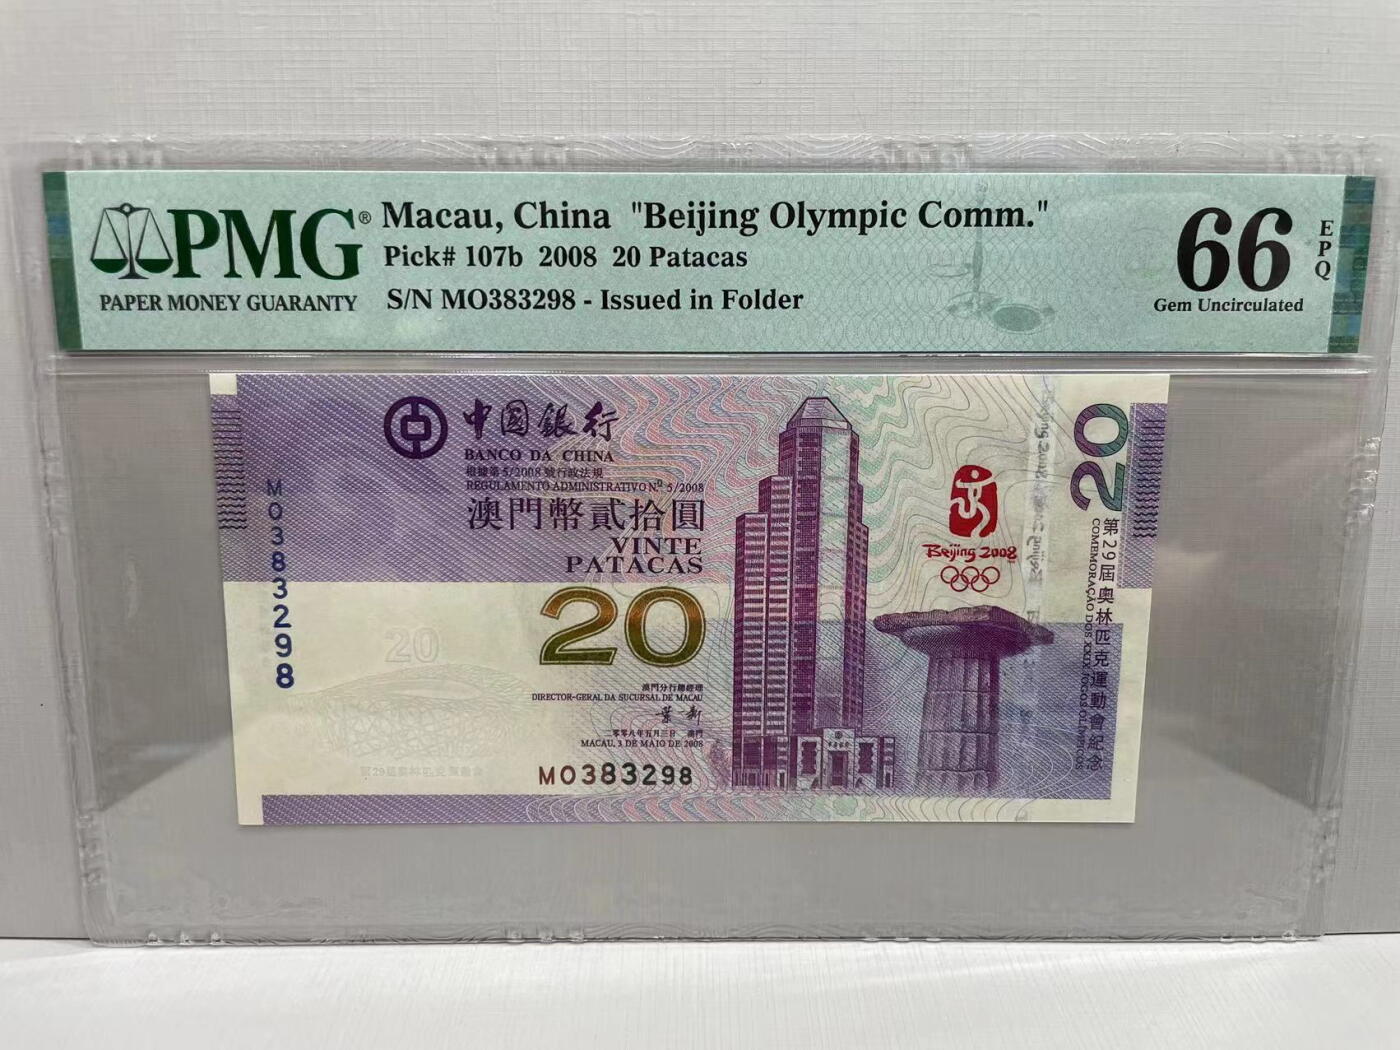 PMG®
PAPER MONEY GUARANTY
Macau, China "Beijing Olympic Comm."
Pick# 107b 2008 20 Patacas
S/N MO383298 - Issued in Folder
66
EPQ
Gem Uncirculated
中國銀行
BANCO DA CHINA
根據第5/2008號行政法規
REGULAMENTO ADMINISTRATIVO Nº 5/2008
澳門幣貳拾圓
VINTE
PATACAS
20
澳門分行總經理
DIRECTOR-GERAL DA SUCURSAL DE MACAU
二零零八年五月三日 澳門
MACAU, 3 DE MAIO DE 2008
MO383298
MO383298
20
Beijing 2008
20
第29屆奧林匹克運動會紀念
COMEMORAÇÃO DOS XXIX JOGOS OLÍMPICOS